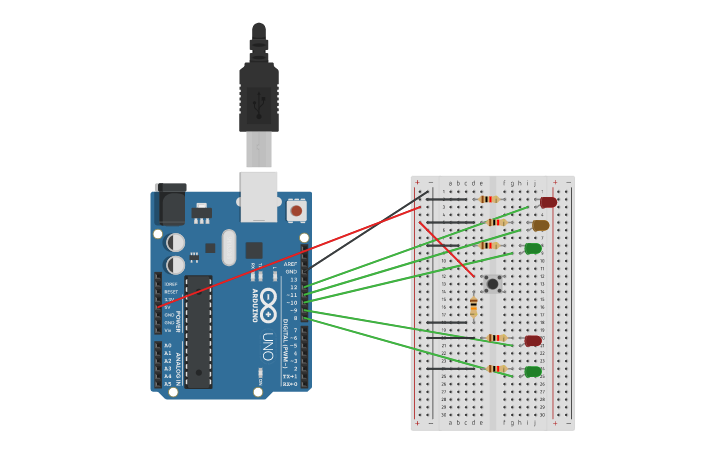 AREF
GND
13
12
~11
~10
~9
8
7
~6
~5
4
~3
2
TX→1
RX←0
DIGITAL (PWM~)
L
TX
RX
ARDUINO
UNO
ON
IOREF
RESET
3.3V
5V
GND
GND
Vin
POWER
A0
A1
A2
A3
A4
A5
ANALOG IN
+ − a b c d e f g h i j + −
+ − a b c d e f g h i j + −